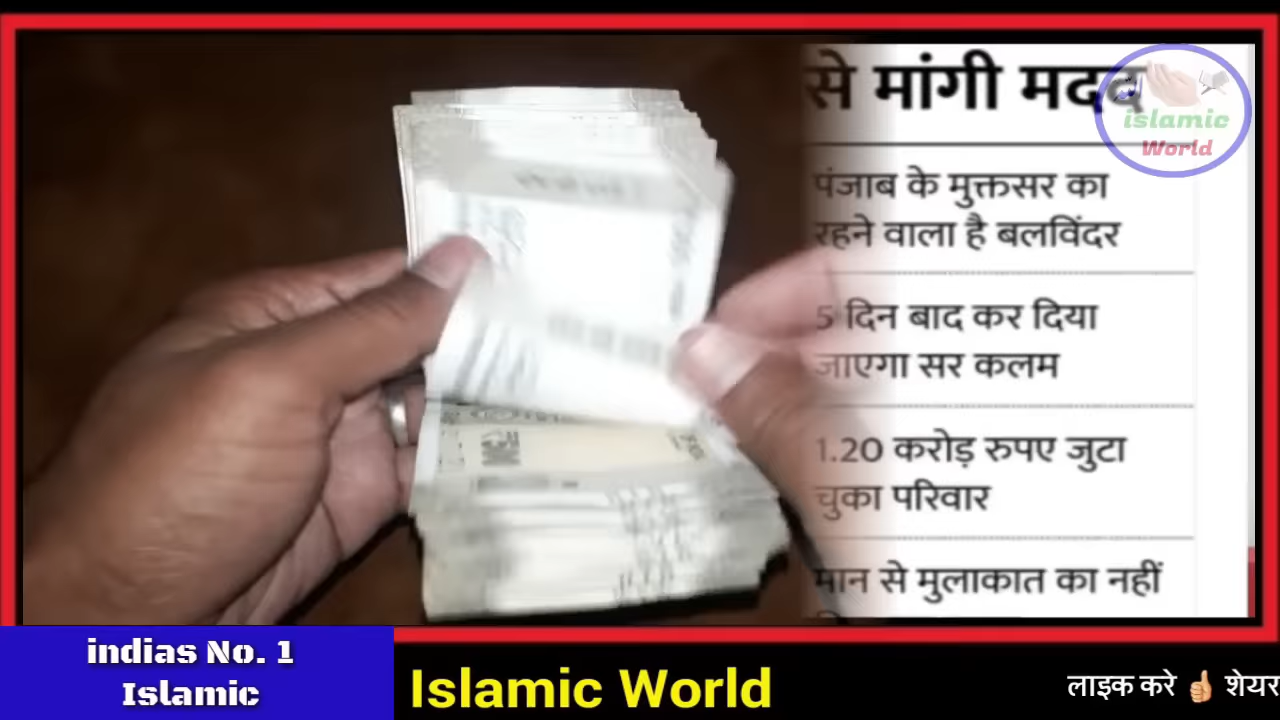 से मांगी मदद
islamic
World
पंजाब के मुक्तसर का
रहने वाला है बलविंदर
5 दिन बाद कर दिया
जाएगा सर कलम
1.20 करोड़ रुपए जुटा
चुका परिवार
मान से मुलाकात का नहीं
indias No. 1
Islamic
Islamic World
लाइक करे 👍 शेयर